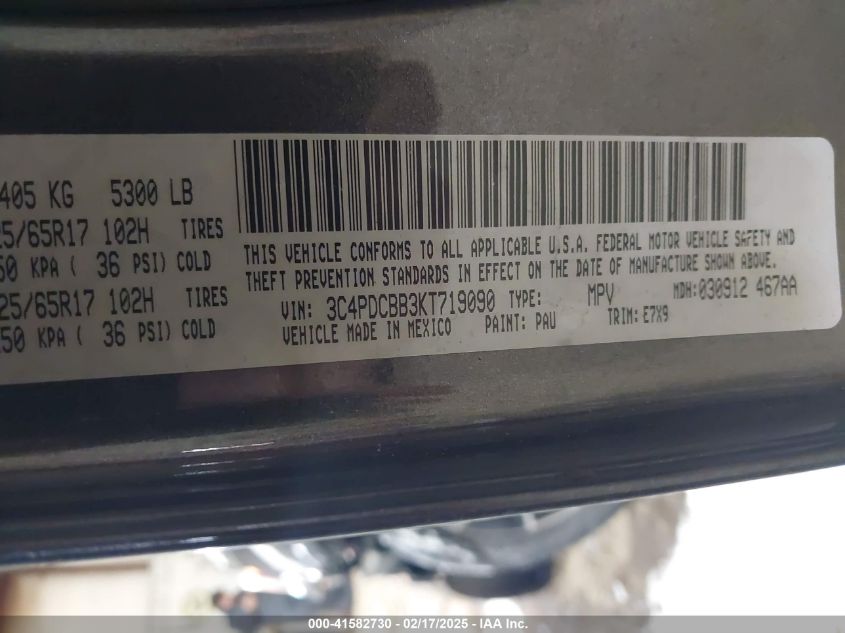 405 KG 5300 LB
25/65R17 102H TIRES
50 KPA ( 36 PSI) COLD
25/65R17 102H TIRES
50 KPA ( 36 PSI) COLD
THIS VEHICLE CONFORMS TO ALL APPLICABLE U.S.A. FEDERAL MOTOR VEHICLE SAFETY AND
THEFT PREVENTION STANDARDS IN EFFECT ON THE DATE OF MANUFACTURE SHOWN ABOVE.
VIN: 3C4PDCBB3KT719090 TYPE: MPV MDH:030912 467AA
VEHICLE MADE IN MEXICO PAINT: PAU TRIM: E7X9
000-41582730 - 02/17/2025 - IAA Inc.